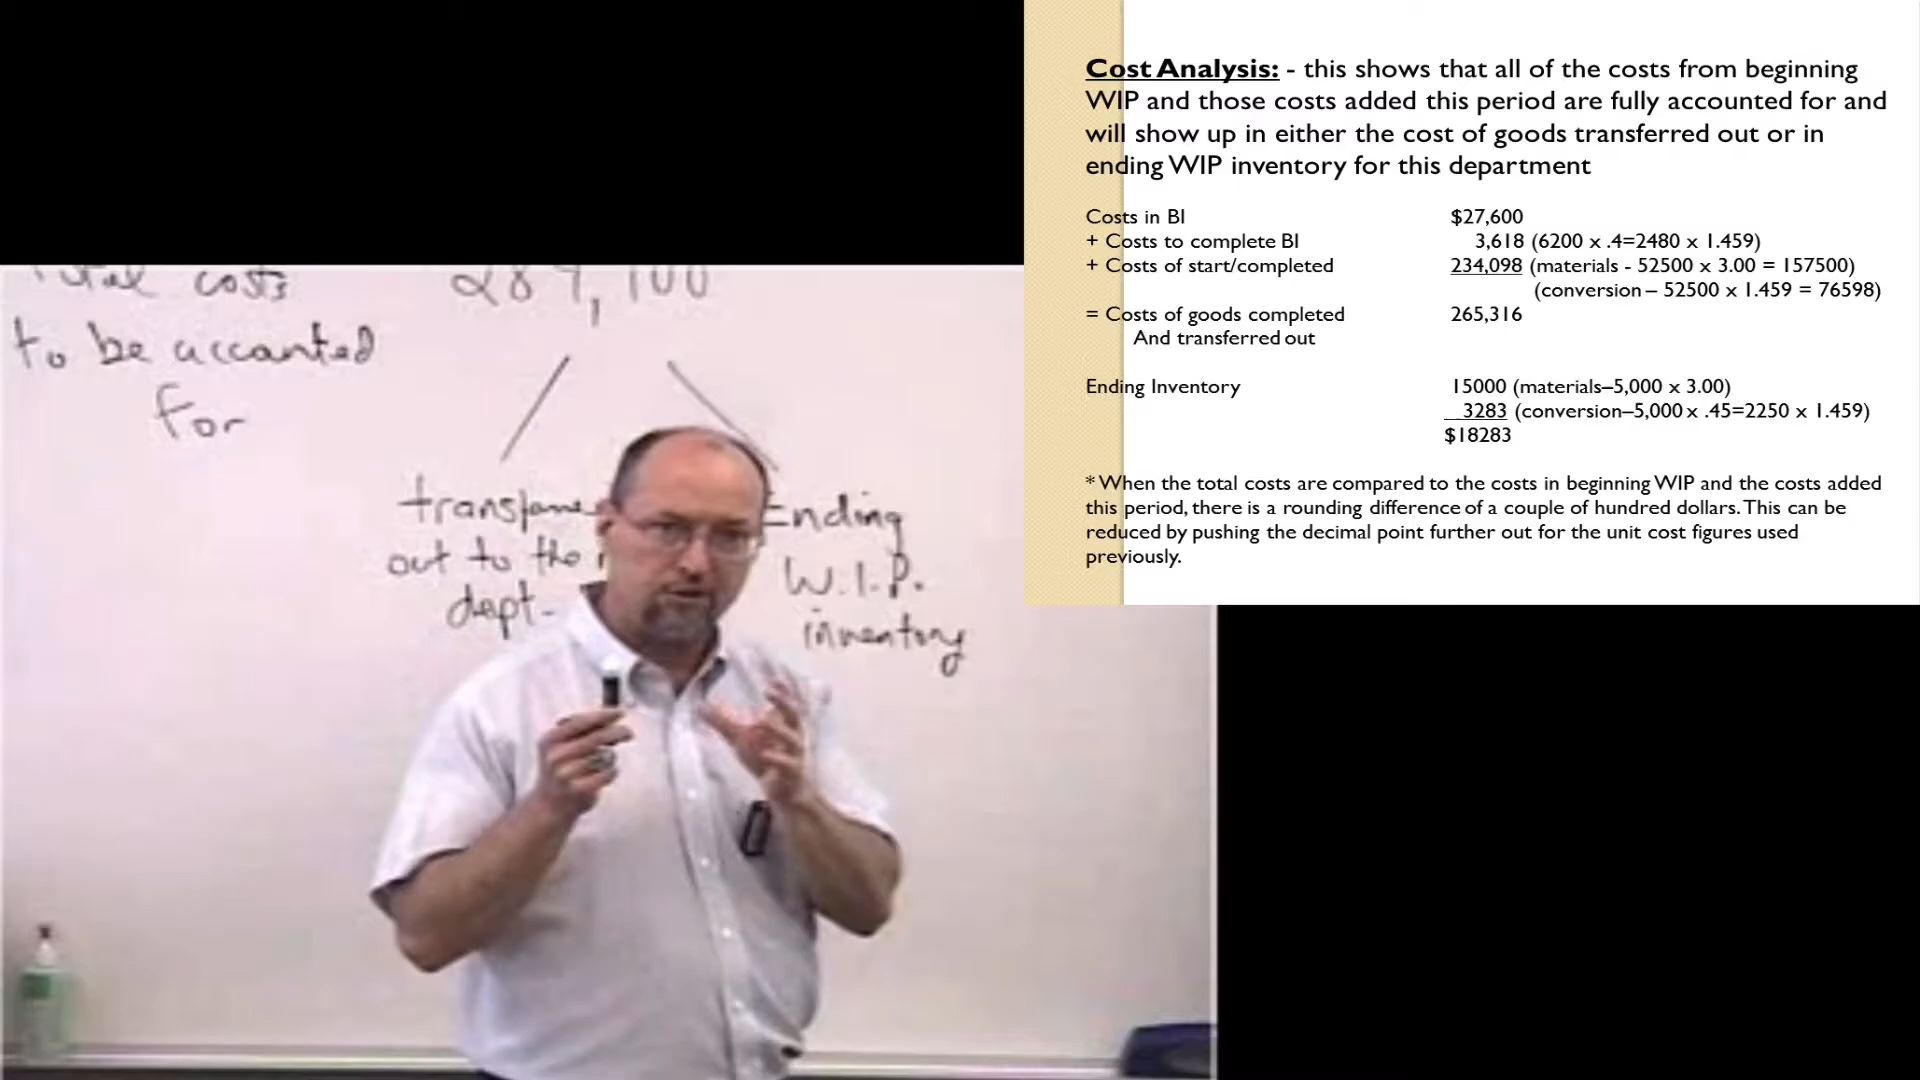 Cost Analysis: - this shows that all of the costs from beginning
WIP and those costs added this period are fully accounted for and
will show up in either the cost of goods transferred out or in
ending WIP inventory for this department
Costs in BI $27,600
+ Costs to complete BI 3,618 (6200 x .4=2480 x 1.459)
+ Costs of start/completed 234,098 (materials - 52500 x 3.00 = 157500)
(conversion – 52500 x 1.459 = 76598)
= Costs of goods completed 265,316
And transferred out
Ending Inventory 15000 (materials–5,000 x 3.00)
3283 (conversion–5,000 x .45=2250 x 1.459)
$18283
* When the total costs are compared to the costs in beginning WIP and the costs added
this period, there is a rounding difference of a couple of hundred dollars. This can be
reduced by pushing the decimal point further out for the unit cost figures used
previously.
Total costs
to be accounted
for
out to the
dept.
Ending
W.I.P.
inventory